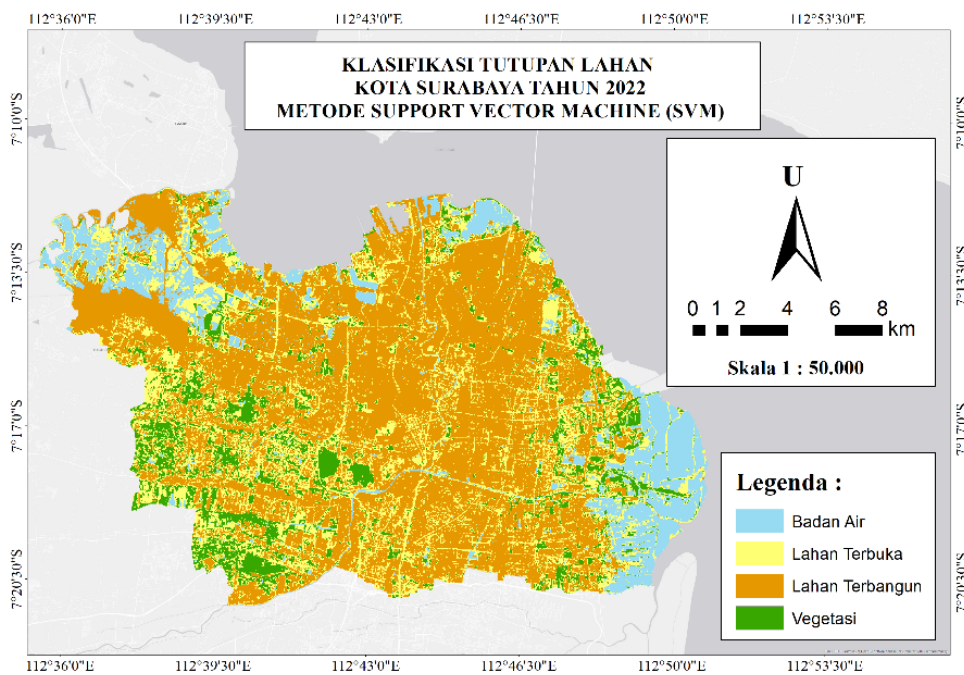 112°36'0"E 112°39'30"E 112°43'0"E 112°46'30"E 112°50'0"E 112°53'30"E
KLASIFIKASI TUTUPAN LAHAN
KOTA SURABAYA TAHUN 2022
METODE SUPPORT VECTOR MACHINE (SVM)
7°10'0"S 7°10'0"S
U
7°13'30"S 7°13'30"S
0 1 2 4 6 8 km
Skala 1 : 50.000
7°17'0"S 7°17'0"S
Legenda :
Badan Air
Lahan Terbuka
Lahan Terbangun
Vegetasi
7°20'30"S 7°20'30"S
112°36'0"E 112°39'30"E 112°43'0"E 112°46'30"E 112°50'0"E 112°53'30"E